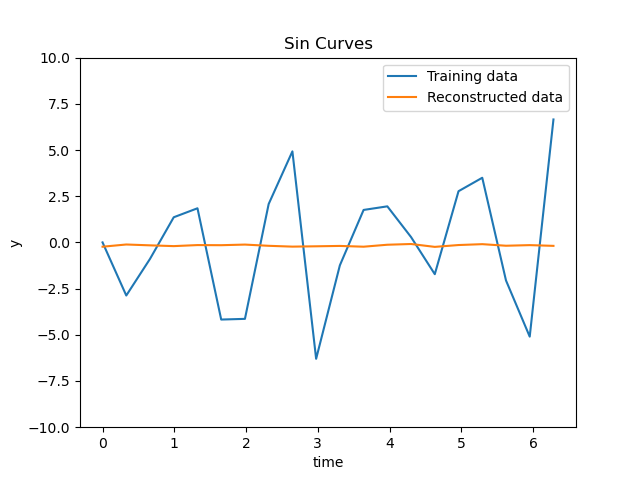 Sin Curves
Training data
Reconstructed data
10.0
7.5
5.0
2.5
0.0
−2.5
−5.0
−7.5
−10.0
y
0 1 2 3 4 5 6
time